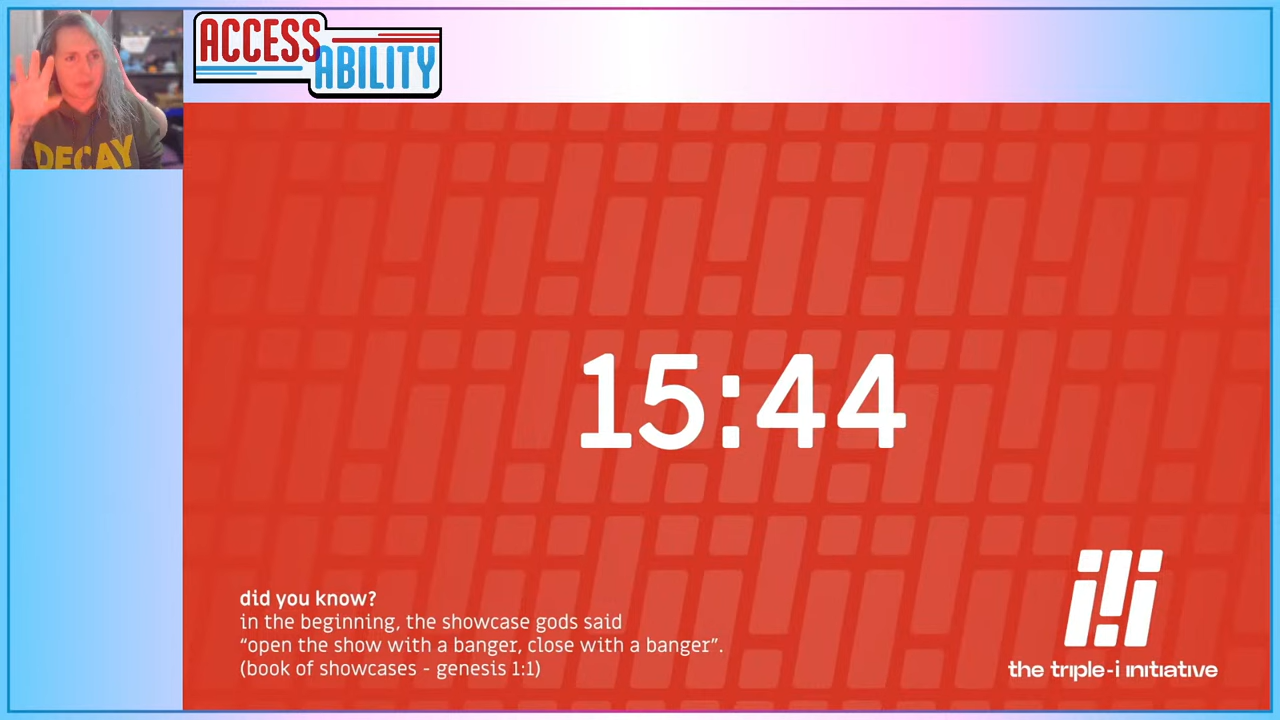 ACCESS
ABILITY
DECAY
15:44
did you know?
in the beginning, the showcase gods said
“open the show with a banger, close with a banger”.
(book of showcases - genesis 1:1)
the triple-i initiative